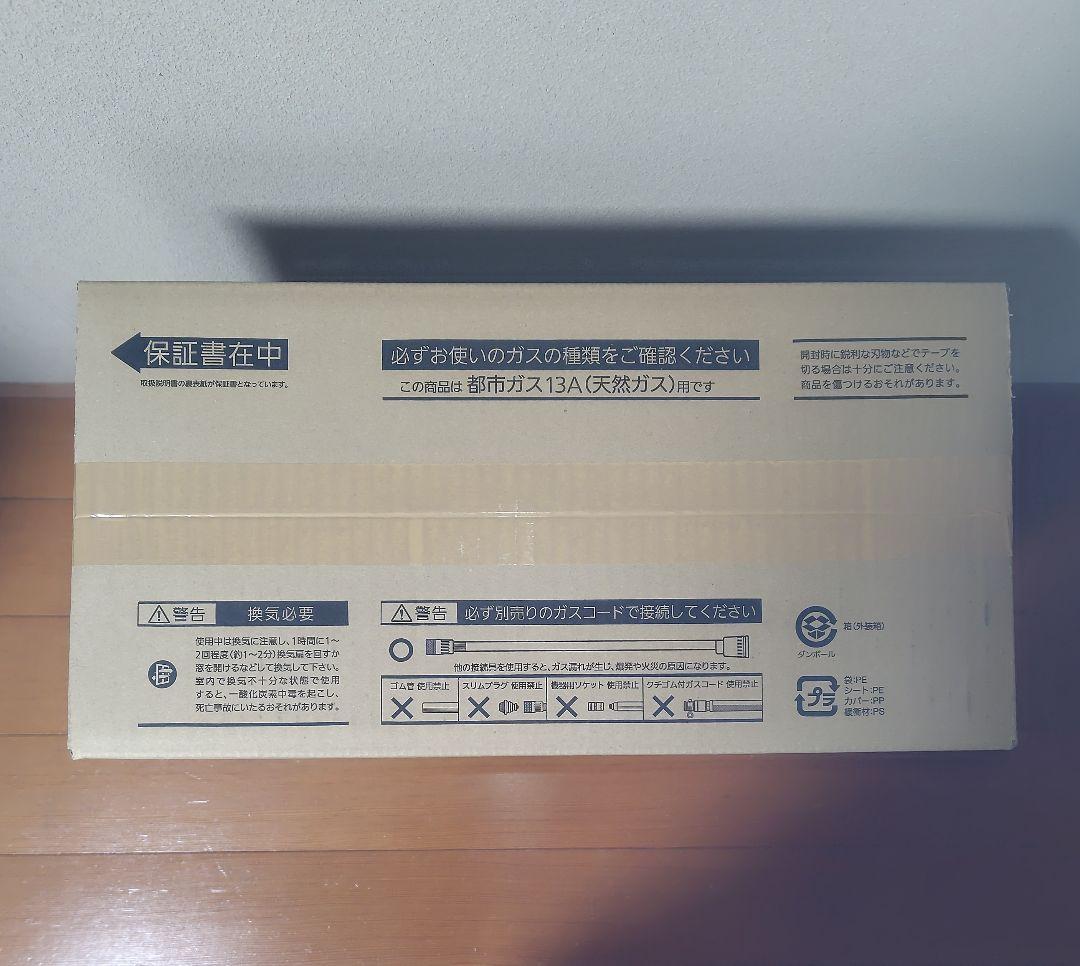 保証書在中
取扱説明書の裏表紙が保証書となっています。
必ずお使いのガスの種類をご確認ください
この商品は 都市ガス13A(天然ガス)用です
開封時に鋭利な刃物などでテープを
切る場合は十分にご注意ください。
商品を傷つけるおそれがあります。
警告 換気必要
使用中は換気に注意し、1時間に1~
2回程度(約1~2分)換気扇を回すか
窓を開けるなどして換気して下さい。
室内で換気不十分な状態で使用
すると、一酸化炭素中毒を起こし、
死亡事故にいたるおそれがあります。
警告 必ず別売りのガスコードで接続してください
他の接続具を使用すると、ガス漏れが生じ、爆発や火災の原因になります。
ゴム管 使用禁止 スリムプラグ 使用禁止 機器用ソケット 使用禁止 クチゴム付ガスコード 使用禁止
箱(外装箱)
ダンボール
プラ
袋:PE
シート:PE
カバー:PP
緩衝材:PS